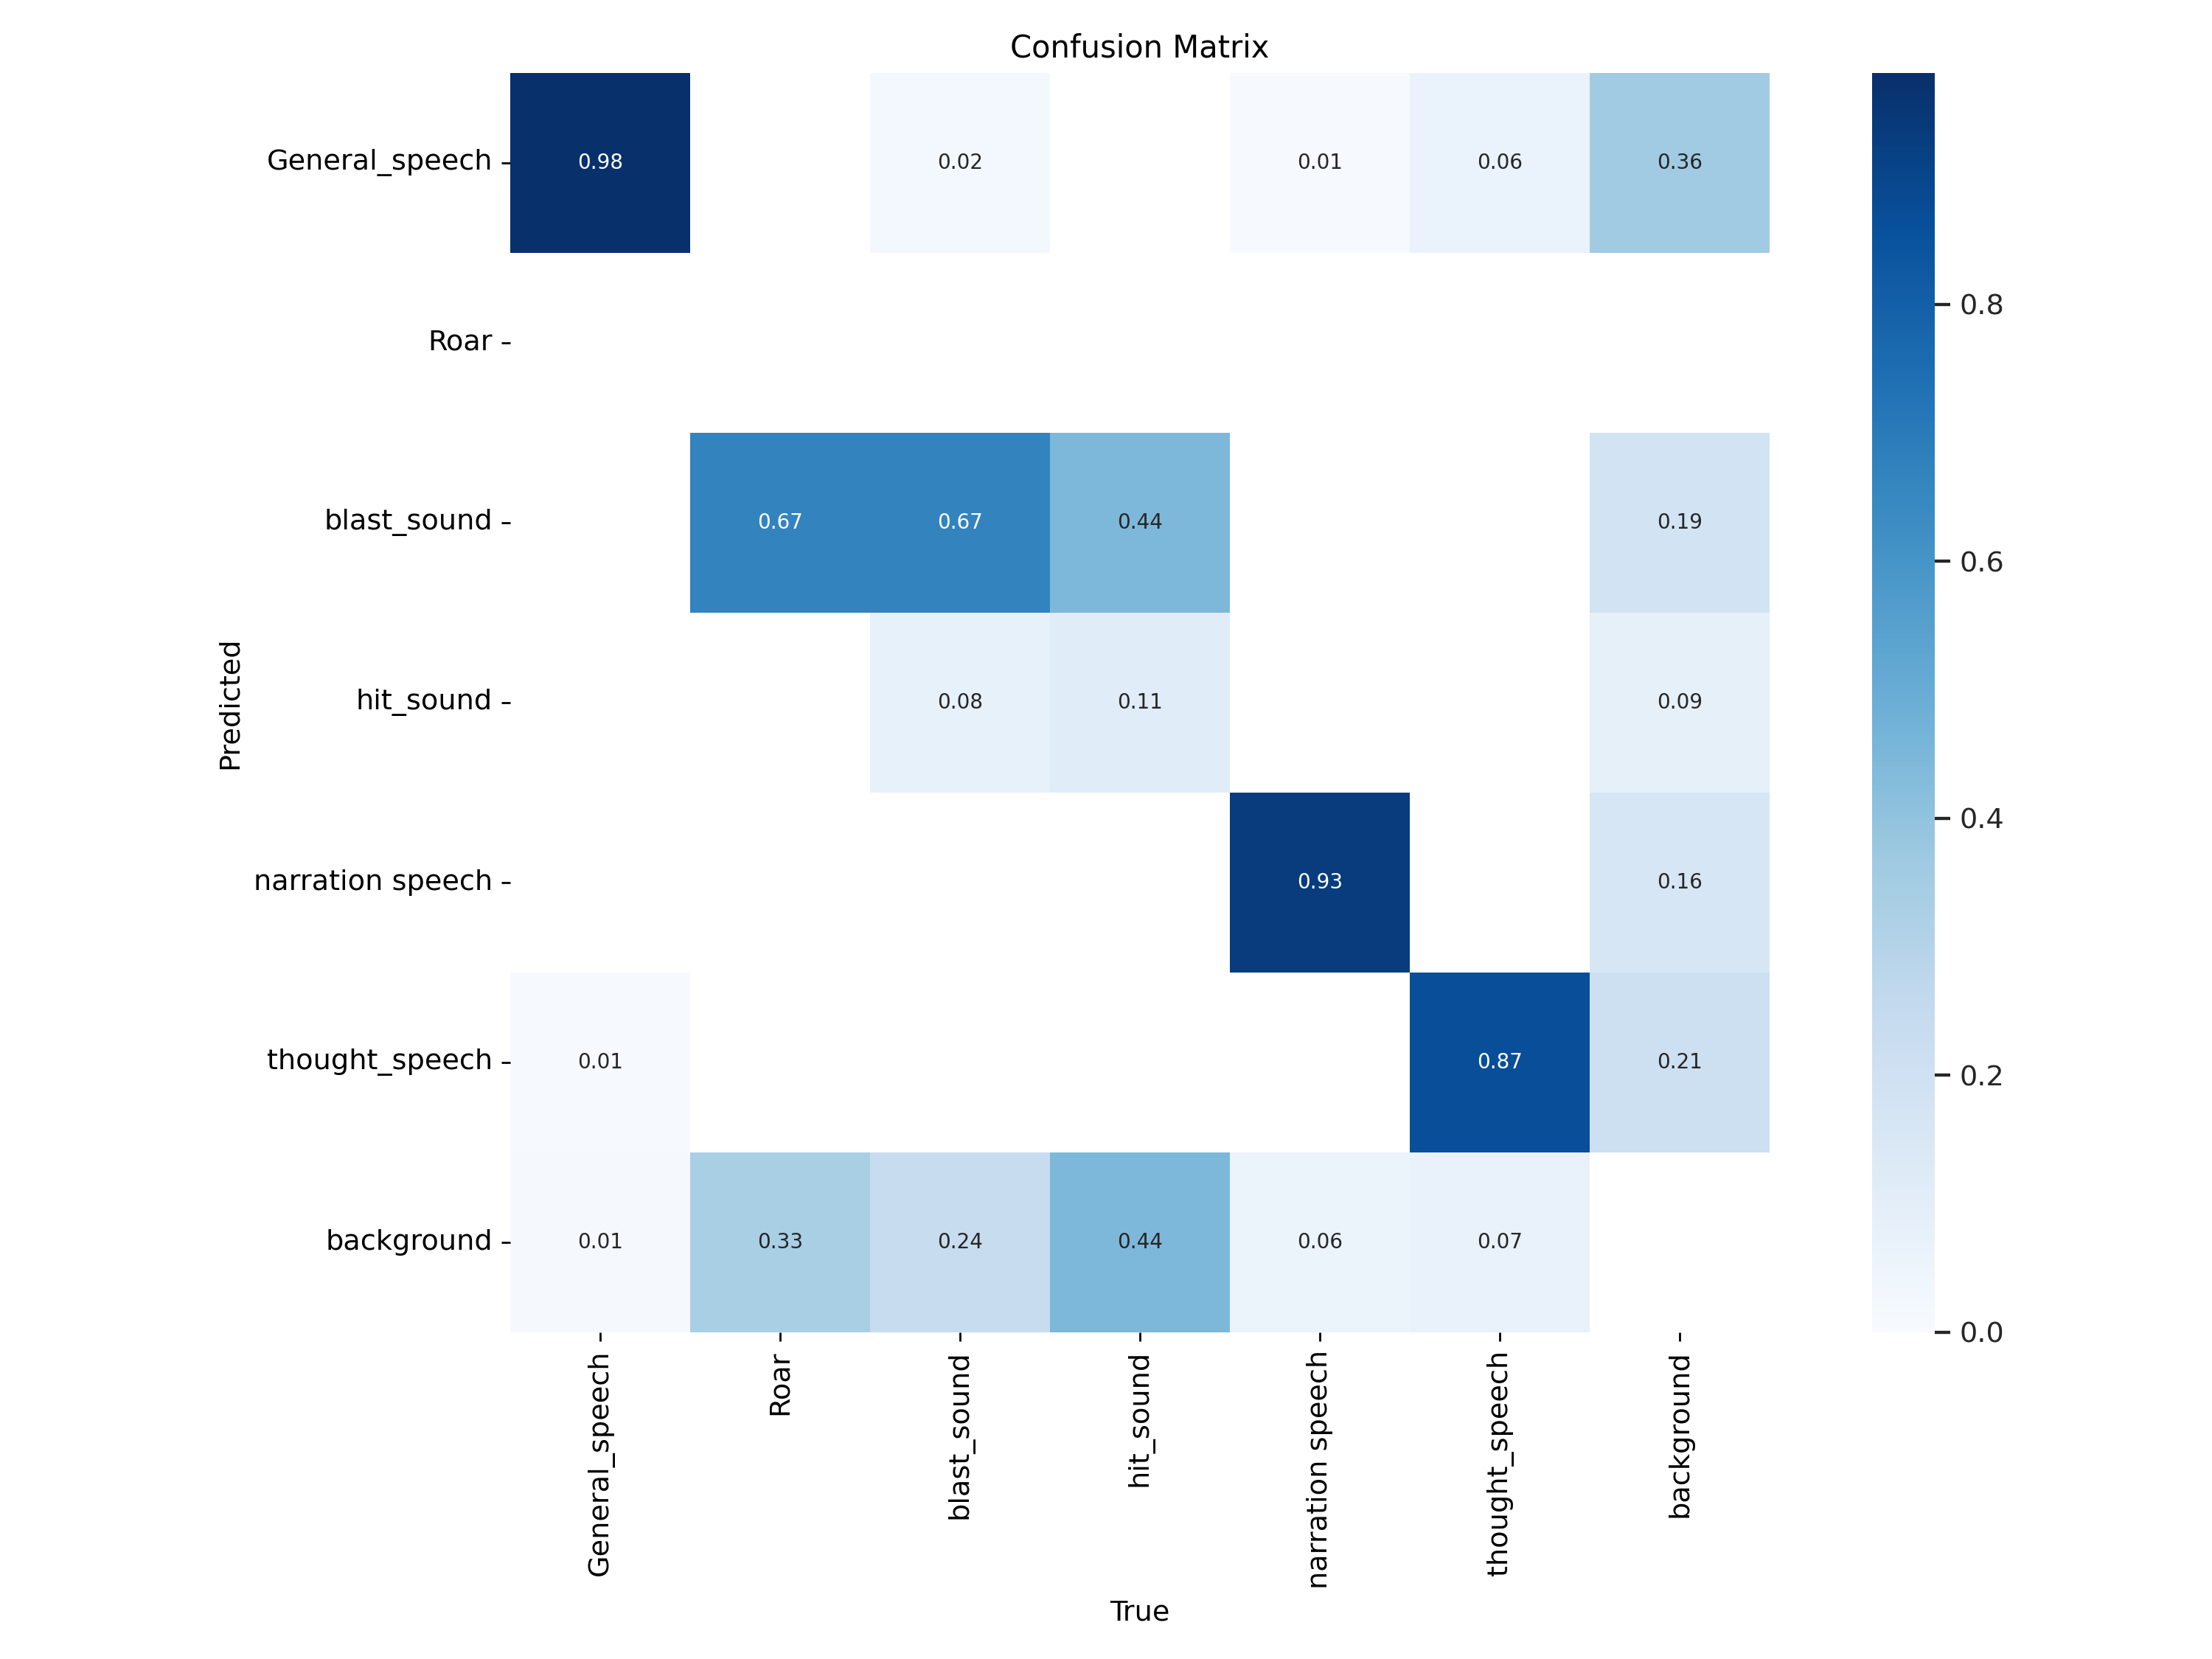 Confusion Matrix
General_speech
0.98
0.02
0.01
0.06
0.36
Roar
blast_sound
0.67
0.67
0.44
0.19
hit_sound
0.08
0.11
0.09
narration speech
0.93
0.16
thought_speech
0.01
0.87
0.21
background
0.01
0.33
0.24
0.44
0.06
0.07
Predicted
General_speech
Roar
blast_sound
hit_sound
narration speech
thought_speech
background
True
0.8
0.6
0.4
0.2
0.0